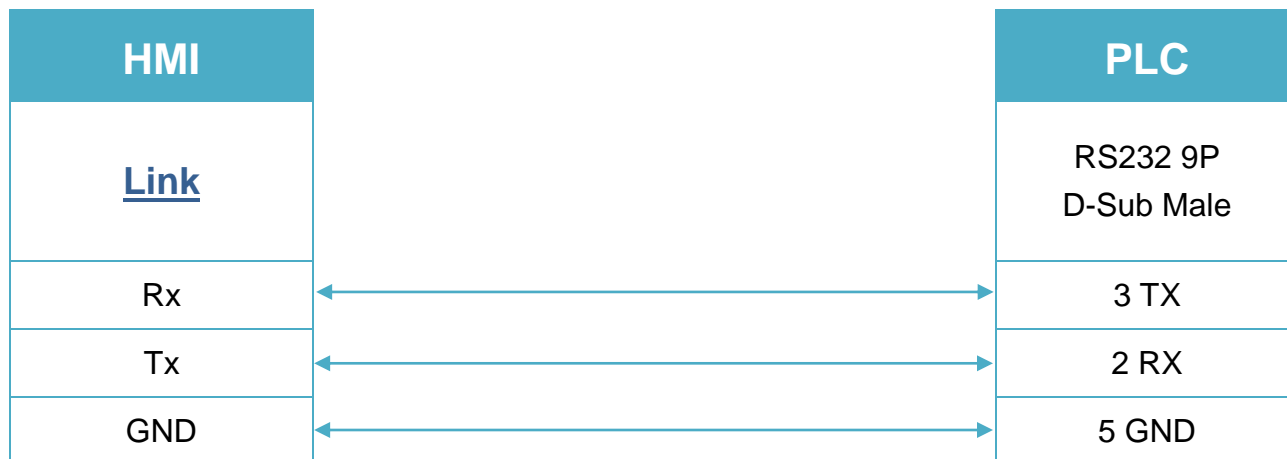 HMI PLC
Link
RS232 9P
D-Sub Male
Rx 3 TX
Tx 2 RX
GND 5 GND